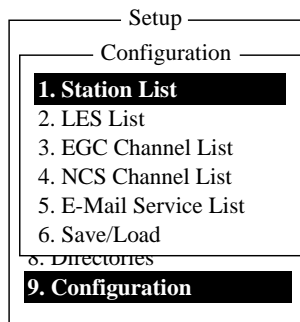 Setup
Configuration
1. Station List
2. LES List
3. EGC Channel List
4. NCS Channel List
5. E-Mail Service List
6. Save/Load
8. Directories
9. Configuration